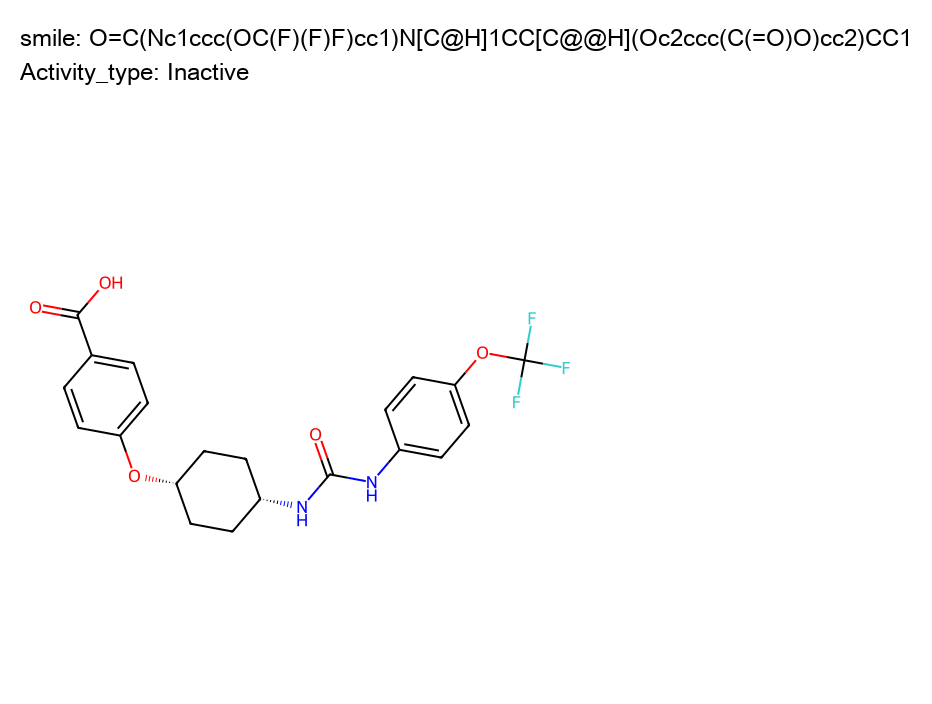 smile: O=C(Nc1ccc(OC(F)(F)F)cc1)N[C@H]1CC[C@@H](Oc2ccc(C(=O)O)cc2)CC1
Activity_type: Inactive
OH
O
F
O
F
F
O
O
N
H
N
H